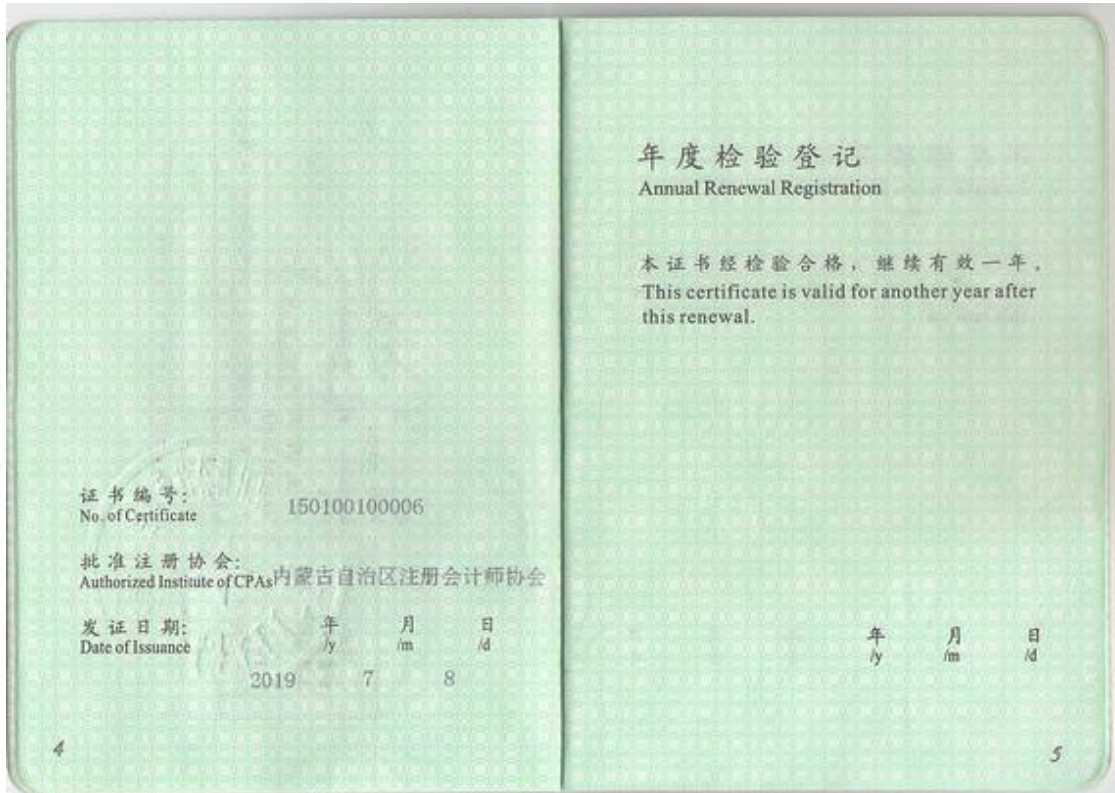 证书编号:
No. of Certificate
150100100006
批准注册协会:
Authorized Institute of CPAs 内蒙古自治区注册会计师协会
发证日期: 年 月 日
Date of Issuance /y /m /d
2019 7 8
4
年度检验登记
Annual Renewal Registration
本证书经检验合格，继续有效一年。
This certificate is valid for another year after
this renewal.
年 月 日
/y /m /d
5